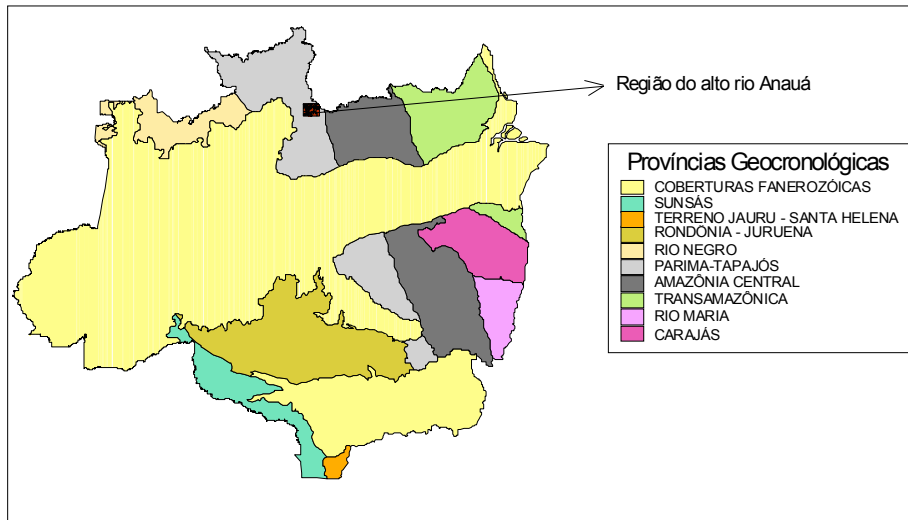 Região do alto rio Anauá
Províncias Geocronológicas
COBERTURAS FANEROZÓICAS
SUNSÁS
TERRENO JAURU - SANTA HELENA
RONDÔNIA - JURUENA
RIO NEGRO
PARIMA-TAPAJÓS
AMAZÔNIA CENTRAL
TRANSAMAZÔNICA
RIO MARIA
CARAJÁS